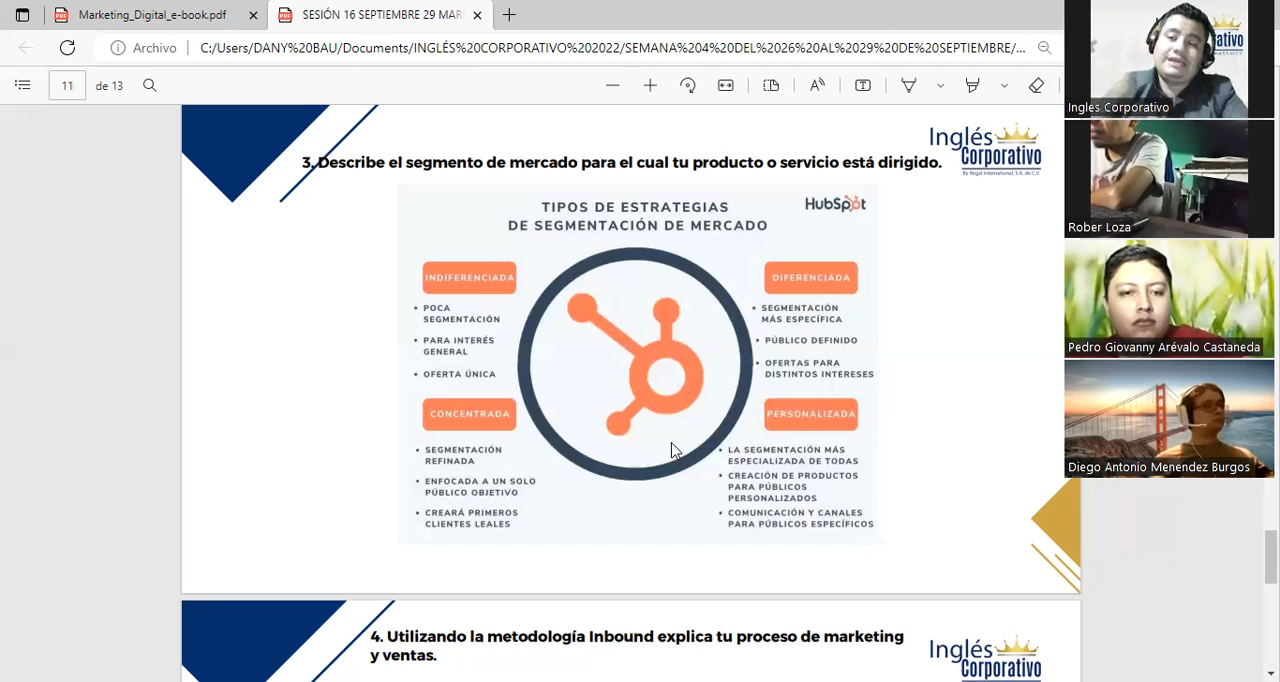 Marketing_Digital_e-book.pdf
SESIÓN 16 SEPTIEMBRE 29 MAR
Archivo
C:/Users/DANY%20BAU/Documents/INGLÉS%20CORPORATIVO%202022/SEMANA%204%20DEL%2026%20AL%2029%20DE%20SEPTIEMBRE/...
11
de 13
3. Describe el segmento de mercado para el cual tu producto o servicio está dirigido.
Inglés
Corporativo
By Regal International, S.A. de C.V.
TIPOS DE ESTRATEGIAS
DE SEGMENTACIÓN DE MERCADO
HubSpot
INDIFERENCIADA
• POCA
SEGMENTACIÓN
• PARA INTERÉS
GENERAL
• OFERTA ÚNICA
DIFERENCIADA
• SEGMENTACIÓN
MÁS ESPECÍFICA
• PÚBLICO DEFINIDO
• OFERTAS PARA
DISTINTOS INTERESES
CONCENTRADA
• SEGMENTACIÓN
REFINADA
• ENFOCADA A UN SOLO
PÚBLICO OBJETIVO
• CREARÁ PRIMEROS
CLIENTES LEALES
PERSONALIZADA
• LA SEGMENTACIÓN MÁS
ESPECIALIZADA DE TODAS
• CREACIÓN DE PRODUCTOS
PARA PÚBLICOS
PERSONALIZADOS
• COMUNICACIÓN Y CANALES
PARA PÚBLICOS ESPECÍFICOS
4. Utilizando la metodología Inbound explica tu proceso de marketing
y ventas.
Inglés
Corporativo
Ingles Corporativo
Rober Loza
Pedro Giovanny Arévalo Castaneda
Diego Antonio Menendez Burgos